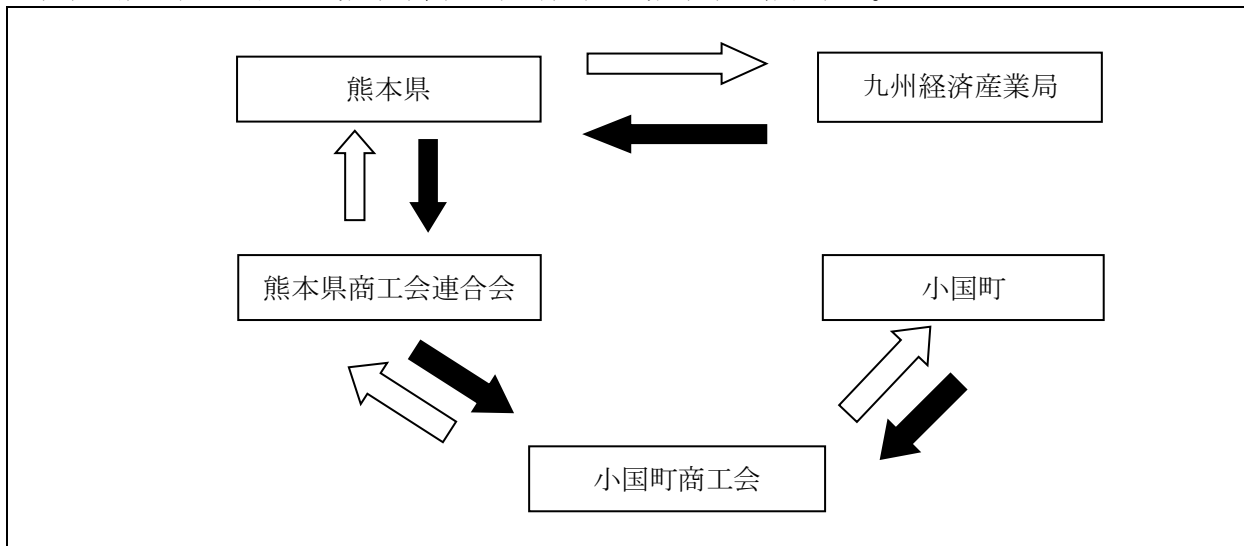 熊本県
九州経済産業局
熊本県商工会連合会
小国町
小国町商工会